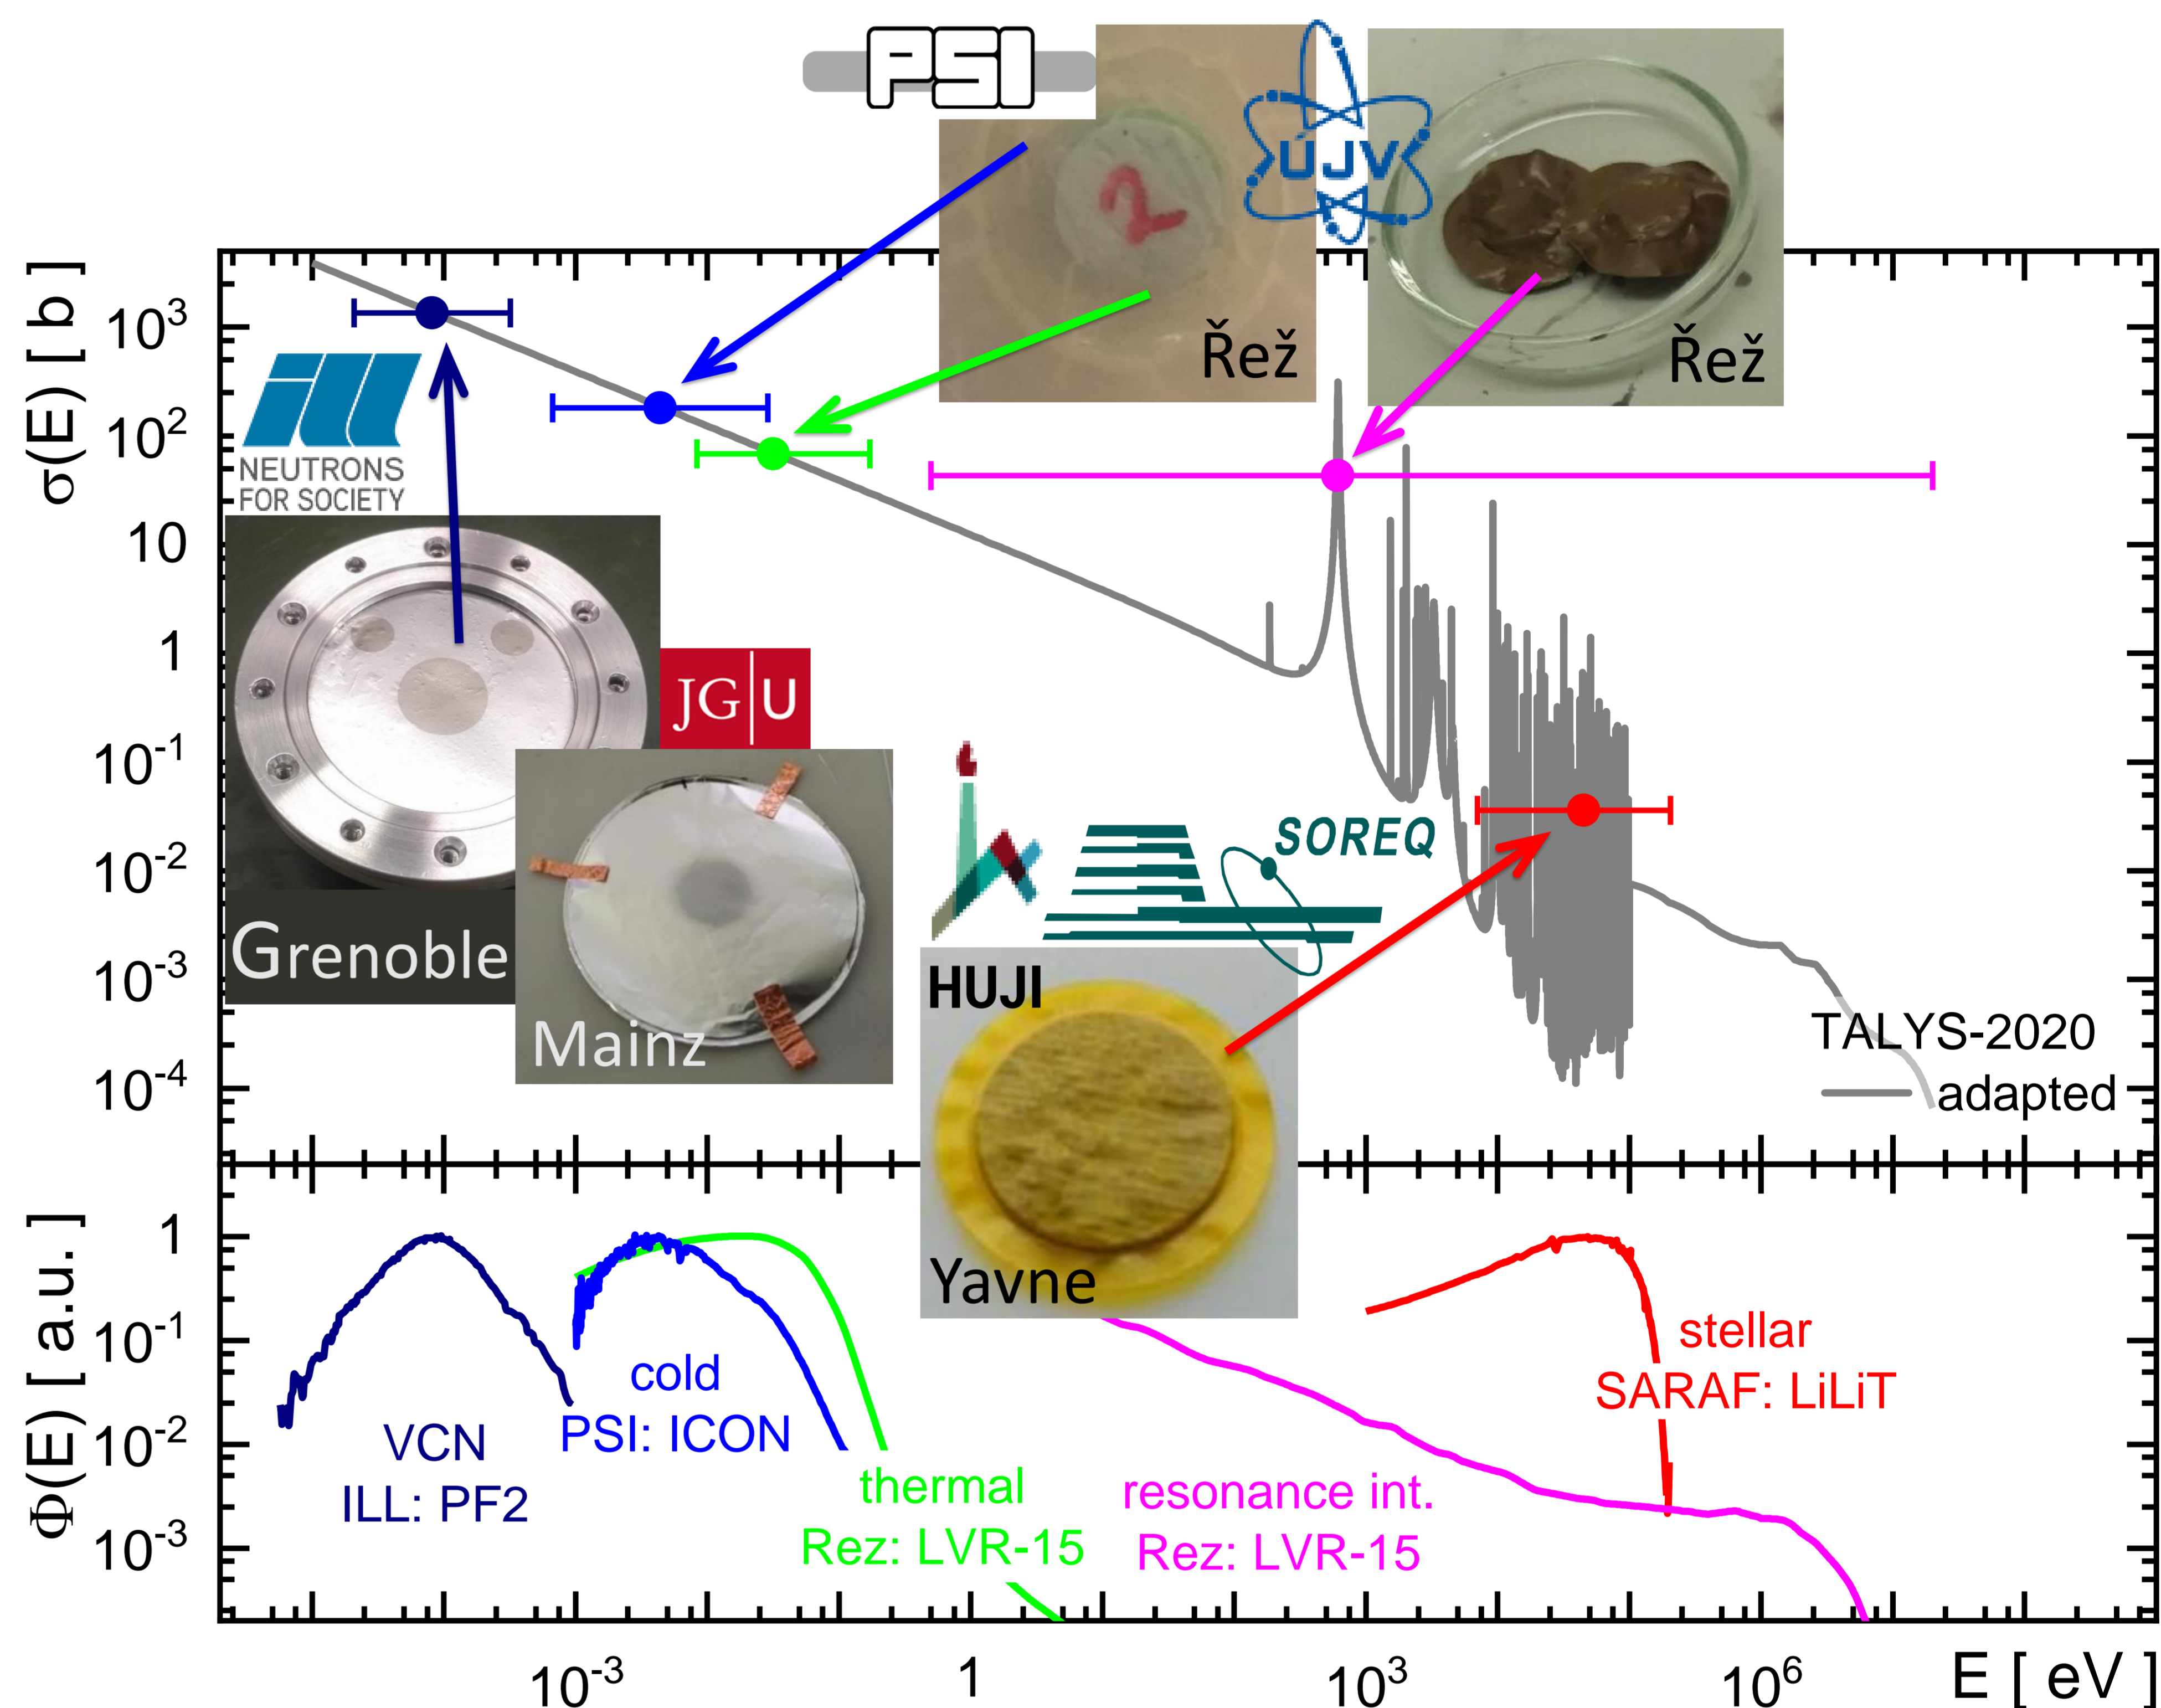 PSI
ÚJV
2
Řež
Řež
σ(E) [ b ]
10³
10²
10
1
10⁻¹
10⁻²
10⁻³
10⁻⁴
ill
NEUTRONS
FOR SOCIETY
JG|U
Grenoble
Mainz
SOREQ
HUJI
Yavne
TALYS-2020
adapted
Φ(E) [ a.u. ]
1
10⁻¹
10⁻²
10⁻³
VCN
ILL: PF2
cold
PSI: ICON
thermal
Rez: LVR-15
resonance int.
Rez: LVR-15
stellar
SARAF: LiLiT
10⁻³
1
10³
10⁶
E [ eV ]